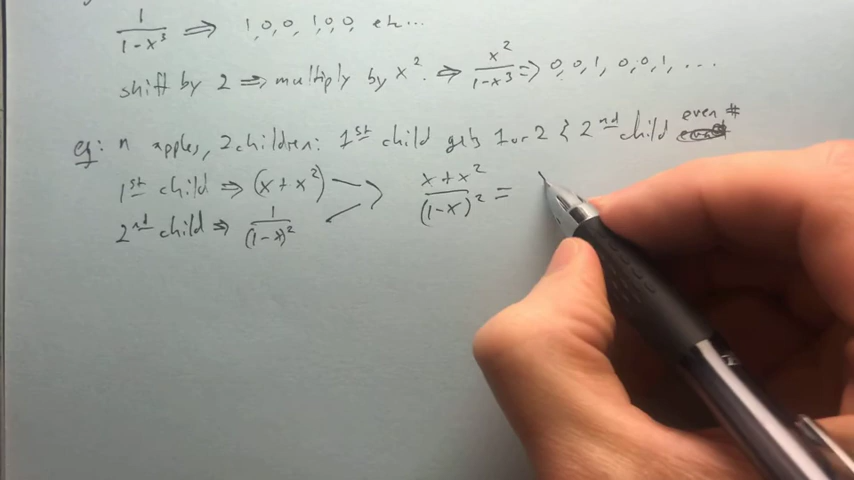 1/(1-x³) ⟹ 1,0,0, 1,0,0, etc...
shift by 2 ⟹ multiply by x². ⟹ x²/(1-x³) ⟹ 0,0,1, 0,0,1, ...
eg: n apples, 2 children: 1st child gets 1 or 2 & 2nd child even #
1st child ⟹ (x + x²)
2nd child ⟹ 1/(1-x)²
(x + x²)/(1-x)² =